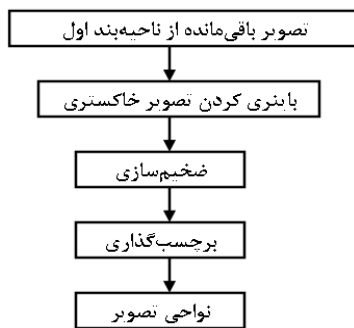 تصویر باقی‌مانده از ناحیه‌بند اول
باینری کردن تصویر خاکستری
ضخیم‌سازی
برچسب‌گذاری
نواحی تصویر